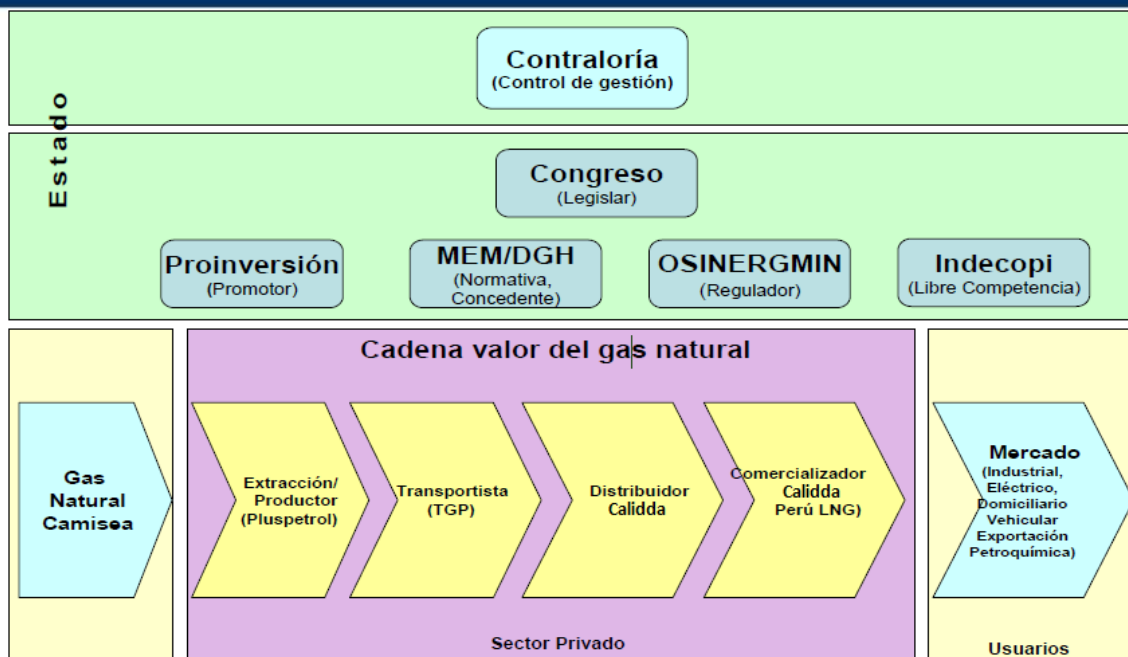 Estado
Contraloría
(Control de gestión)
Congreso
(Legislar)
Proinversión
(Promotor)
MEM/DGH
(Normativa,
Concedente)
OSINERGMIN
(Regulador)
Indecopi
(Libre Competencia)
Cadena valor del gas natural
Gas
Natural
Camisea
Extracción/
Productor
(Pluspetrol)
Transportista
(TGP)
Distribuidor
Calidda
Comercializador
Calidda
Perú LNG)
Mercado
(Industrial,
Eléctrico,
Domiciliario
Vehicular
Exportación
Petroquímica)
Sector Privado
Usuarios